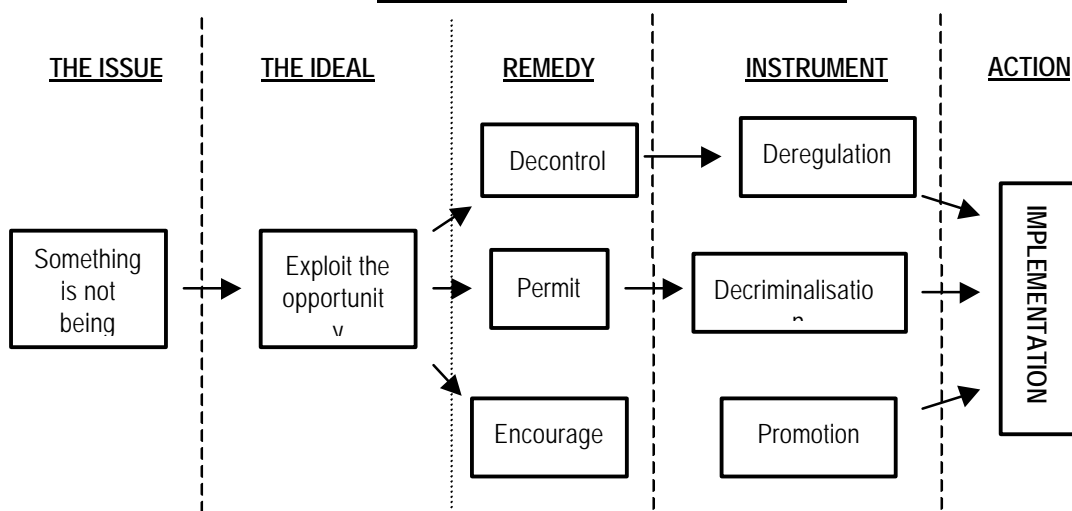 THE ISSUE
THE IDEAL
REMEDY
INSTRUMENT
ACTION
Decontrol
Deregulation
Something
is not
being
Exploit the
opportunit
y
Permit
Decriminalisatio
n
Encourage
Promotion
IMPLEMENTATION